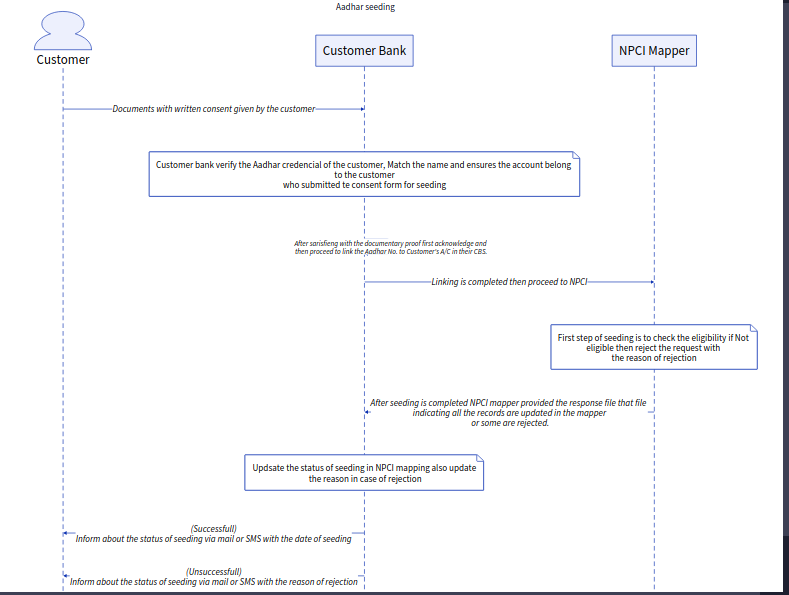 Aadhar seeding
Customer
Customer Bank
NPCI Mapper
Documents with written consent given by the customer
Customer bank verify the Aadhar credencial of the customer, Match the name and ensures the account belong
to the customer
who submitted te consent form for seeding
After sarisfieng with the documentary proof first acknowledge and
then proceed to link the Aadhar No. to Customer's A/C in their CBS.
Linking is completed then proceed to NPCI
First step of seeding is to check the eligibility if Not
eligible then reject the request with
the reason of rejection
After seeding is completed NPCI mapper provided the response file that file
indicating all the records are updated in the mapper
or some are rejected.
Updsate the status of seeding in NPCI mapping also update
the reason in case of rejection
(Successfull)
Inform about the status of seeding via mail or SMS with the date of seeding
(Unsuccessfull)
Inform about the status of seeding via mail or SMS with the reason of rejection